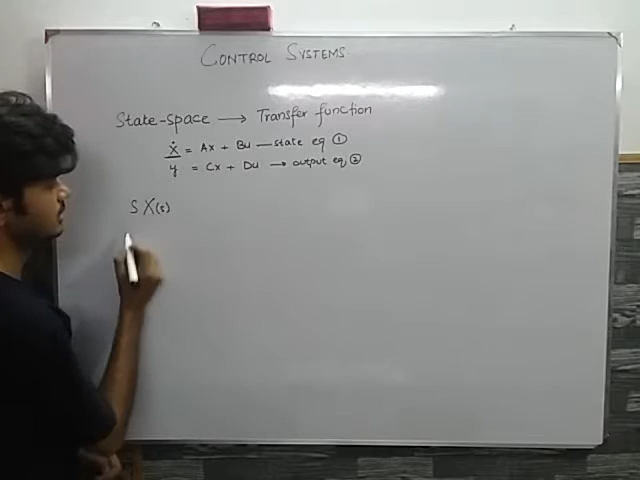 CONTROL SYSTEMS
State-space → Transfer function
ẋ = Ax + Bu — state eq ①
y = Cx + Du → output eq ②
S X(s)